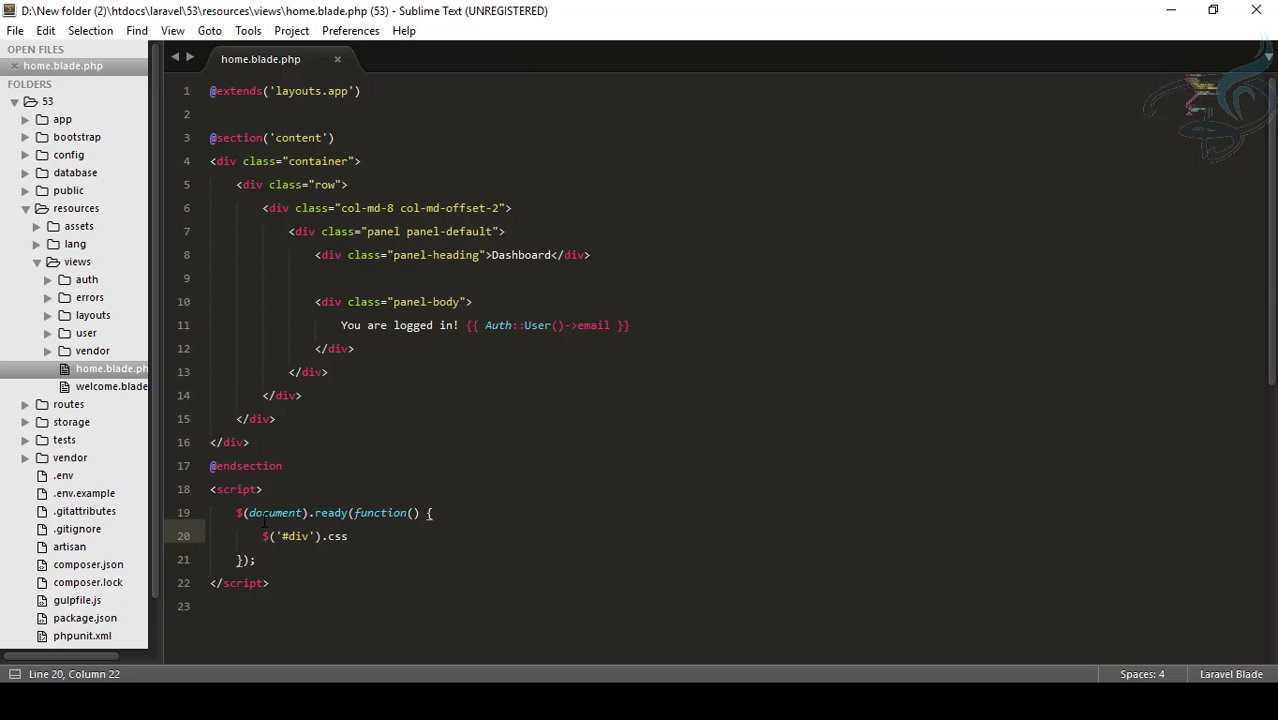 D:\New folder (2)\htdocs\laravel\53\resources\views\home.blade.php (53) - Sublime Text (UNREGISTERED)
File Edit Selection Find View Goto Tools Project Preferences Help
OPEN FILES
home.blade.php
FOLDERS
53
app
bootstrap
config
database
public
resources
assets
lang
views
auth
errors
layouts
user
vendor
home.blade.ph
welcome.blade
routes
storage
tests
vendor
.env
.env.example
.gitattributes
.gitignore
artisan
composer.json
composer.lock
gulpfile.js
package.json
phpunit.xml
home.blade.php
1 @extends('layouts.app')
2
3 @section('content')
4 <div class="container">
5 <div class="row">
6 <div class="col-md-8 col-md-offset-2">
7 <div class="panel panel-default">
8 <div class="panel-heading">Dashboard</div>
9
10 <div class="panel-body">
11 You are logged in! {{ Auth::User()->email }}
12 </div>
13 </div>
14 </div>
15 </div>
16 </div>
17 @endsection
18 <script>
19 $(document).ready(function() {
20 $('#div').css
21 });
22 </script>
23
Line 20, Column 22
Spaces: 4
Laravel Blade